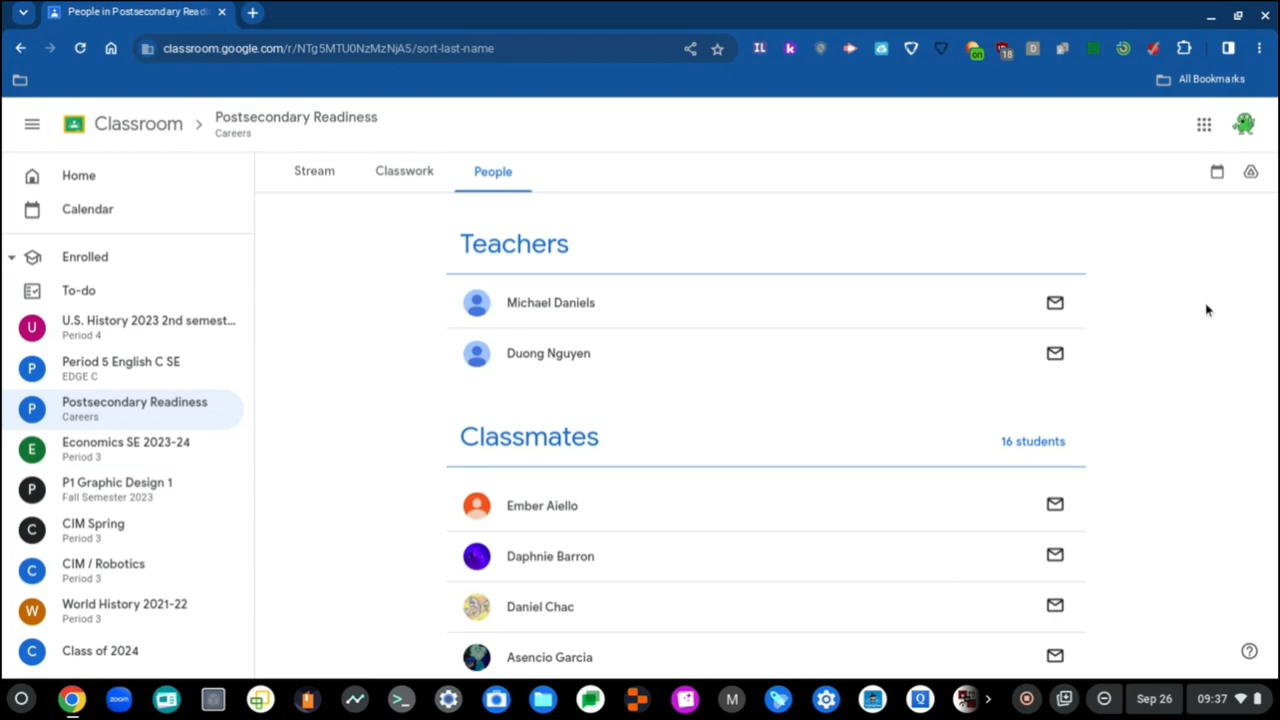 People in Postsecondary Readi
classroom.google.com/r/NTg5MTU0NzMzNjA5/sort-last-name
IL
k
on
18
D
All Bookmarks
Classroom
Postsecondary Readiness
Careers
Home
Calendar
Enrolled
To-do
U
U.S. History 2023 2nd semest...
Period 4
P
Period 5 English C SE
EDGE C
P
Postsecondary Readiness
Careers
E
Economics SE 2023-24
Period 3
P
P1 Graphic Design 1
Fall Semester 2023
C
CIM Spring
Period 3
C
CIM / Robotics
Period 3
W
World History 2021-22
Period 3
C
Class of 2024
Stream
Classwork
People
Teachers
Michael Daniels
Duong Nguyen
Classmates
16 students
Ember Aiello
Daphnie Barron
Daniel Chac
Asencio Garcia
zoom
M
Q
Sep 26
09:37